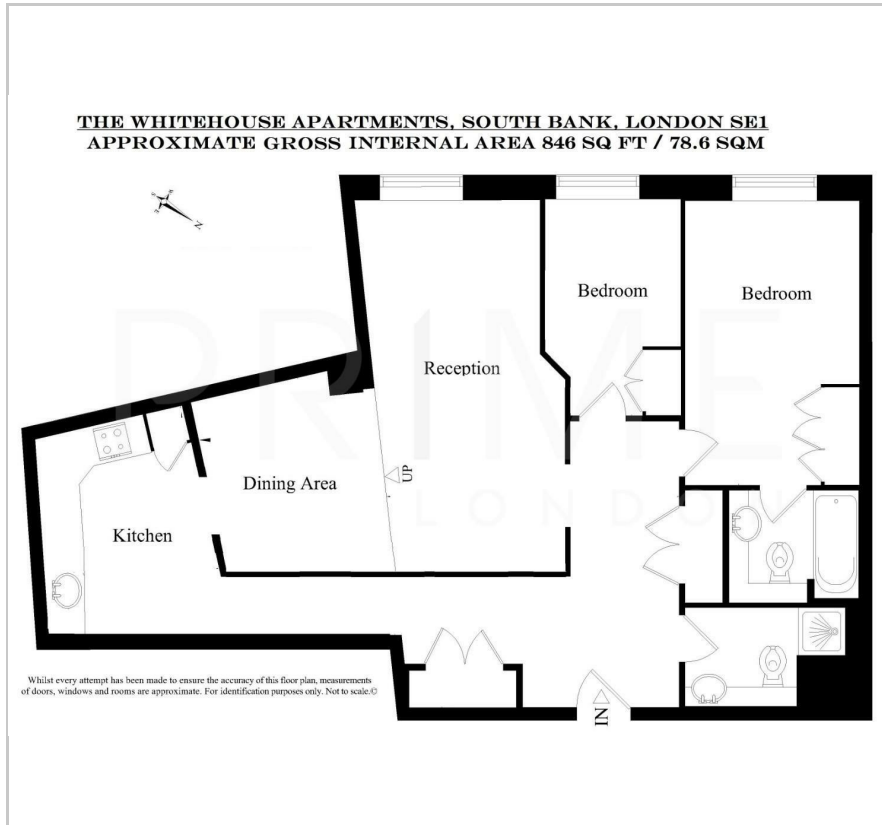 THE WHITEHOUSE APARTMENTS, SOUTH BANK, LONDON SE1
APPROXIMATE GROSS INTERNAL AREA 846 SQ FT / 78.6 SQM
N
Bedroom
Bedroom
Reception
PRIME
LONDON
UP
Dining Area
Kitchen
IN
Whilst every attempt has been made to ensure the accuracy of this floor plan, measurements
of doors, windows and rooms are approximate. For identification purposes only. Not to scale.©